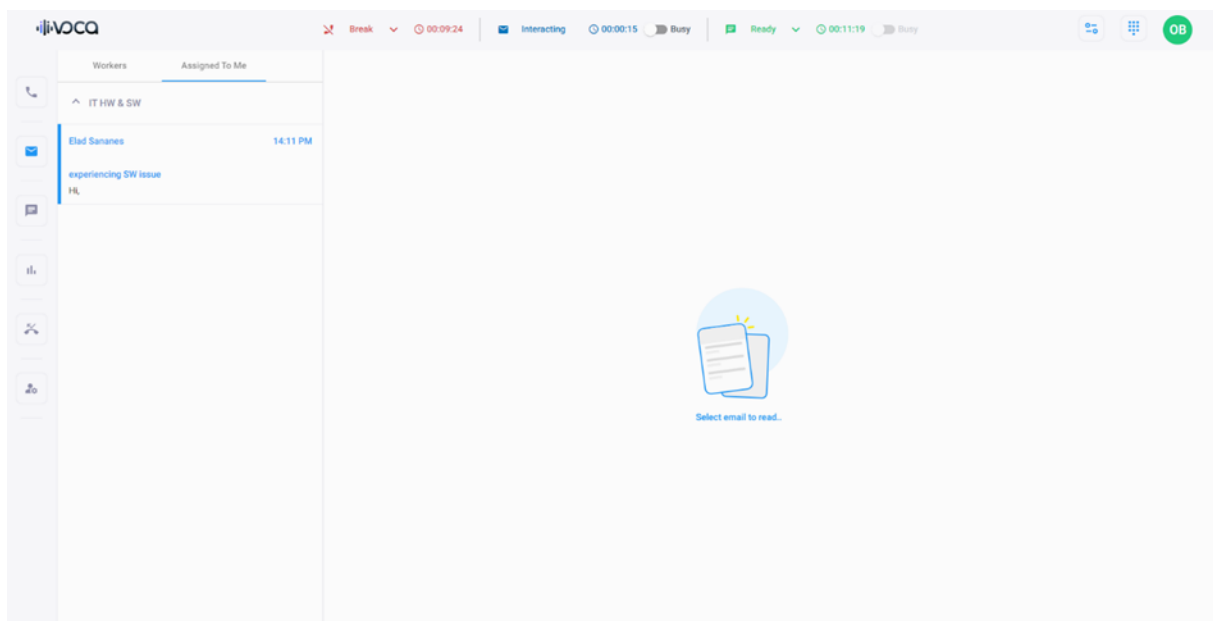 VOCA
Break 00:09:24 Interacting 00:00:15 Busy Ready 00:11:19 Busy
OB
Workers Assigned To Me
IT HW & SW
Elad Sananes 14:11 PM
experiencing SW issue
Hi,
Select email to read..